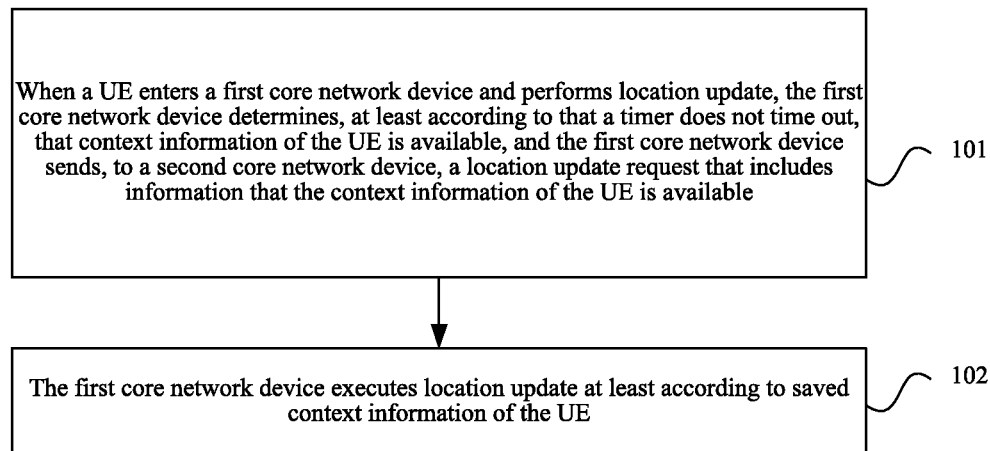 When a UE enters a first core network device and performs location update, the first
core network device determines, at least according to that a timer does not time out,
that context information of the UE is available, and the first core network device
sends, to a second core network device, a location update request that includes
information that the context information of the UE is available
101
The first core network device executes location update at least according to saved
context information of the UE
102